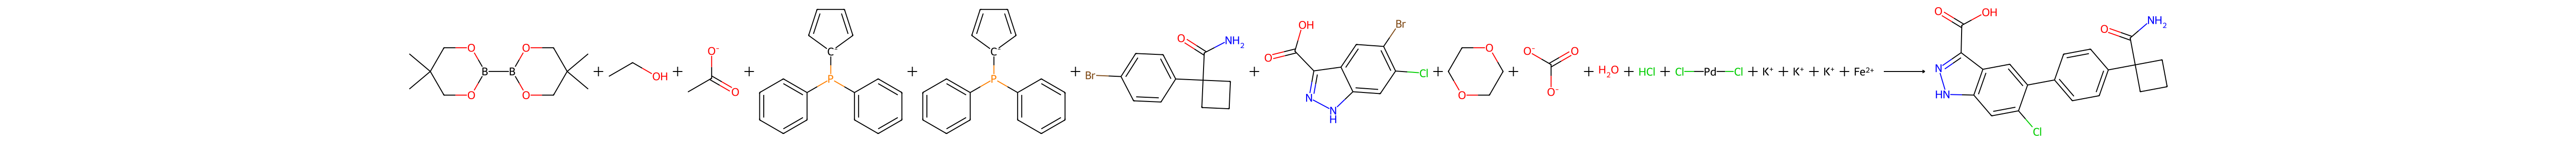 O O B B O O + OH + O⁻ O + C⁻ P + C⁻ P + Br O NH₂ + O OH N N H Br Cl + O O + O⁻ O O⁻ + H₂O + HCl + Cl Pd Cl + K⁺ + K⁺ + K⁺ + Fe²⁺ O OH N HN Cl O NH₂